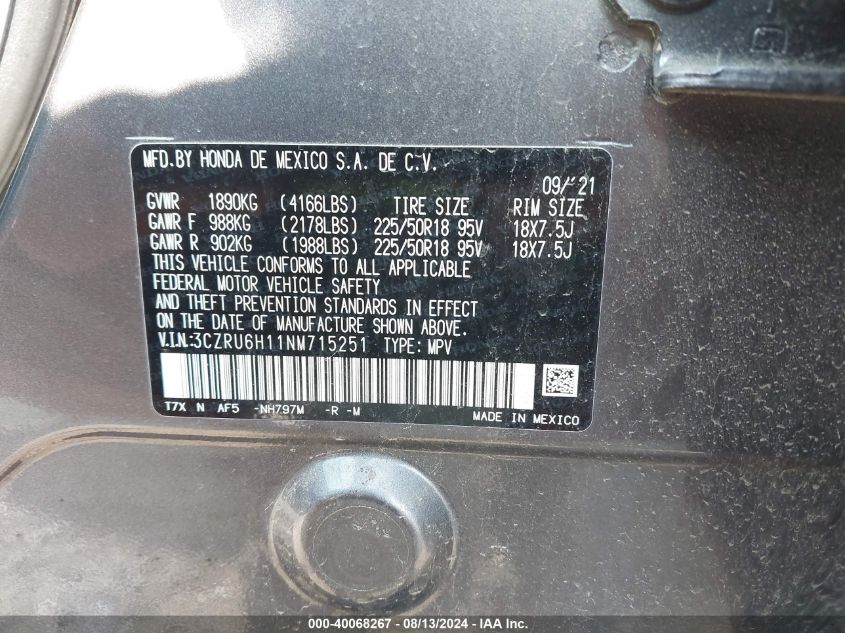 MFD.BY HONDA DE MEXICO S.A. DE C.V.
09/'21
GVWR 1890KG (4166LBS) TIRE SIZE RIM SIZE
GAWR F 988KG (2178LBS) 225/50R18 95V 18X7.5J
GAWR R 902KG (1988LBS) 225/50R18 95V 18X7.5J
THIS VEHICLE CONFORMS TO ALL APPLICABLE
FEDERAL MOTOR VEHICLE SAFETY
AND THEFT PREVENTION STANDARDS IN EFFECT
ON THE DATE OF MANUFACTURE SHOWN ABOVE.
V.I.N.:3CZRU6H11NM715251 TYPE: MPV
T7X N AF5 -NH797M -R -M
MADE IN MEXICO
000-40068267 - 08/13/2024 - IAA Inc.